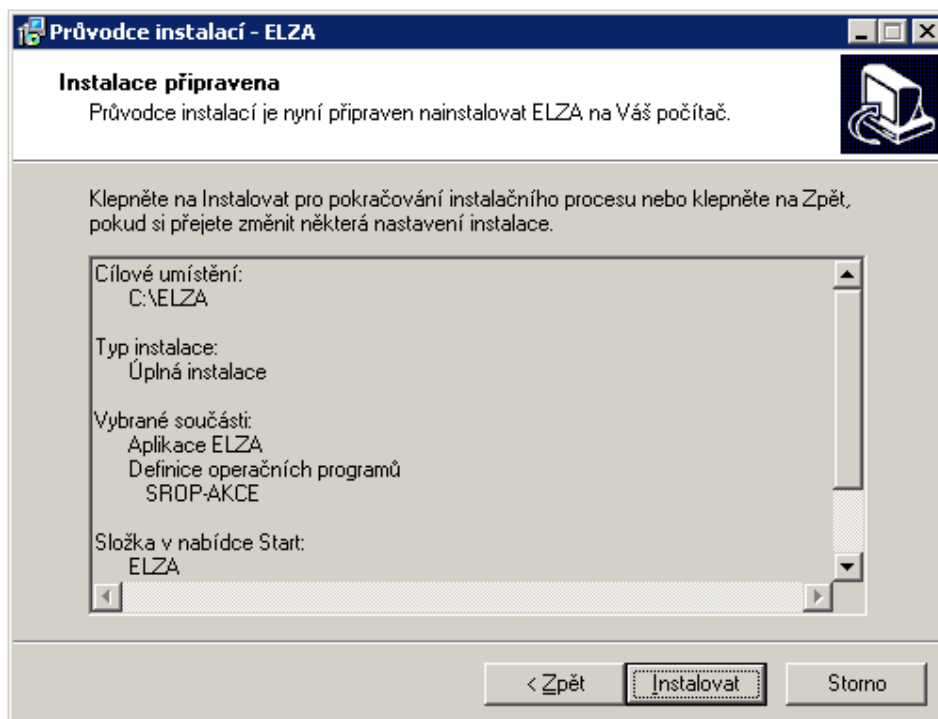 Průvodce instalací - ELZA
Instalace připravena
Průvodce instalací je nyní připraven nainstalovat ELZA na Váš počítač.
Klepněte na Instalovat pro pokračování instalačního procesu nebo klepněte na Zpět,
pokud si přejete změnit některá nastavení instalace.
Cílové umístění:
C:\ELZA
Typ instalace:
Úplná instalace
Vybrané součásti:
Aplikace ELZA
Definice operačních programů
SROP-AKCE
Složka v nabídce Start:
ELZA
< Zpět Instalovat Storno